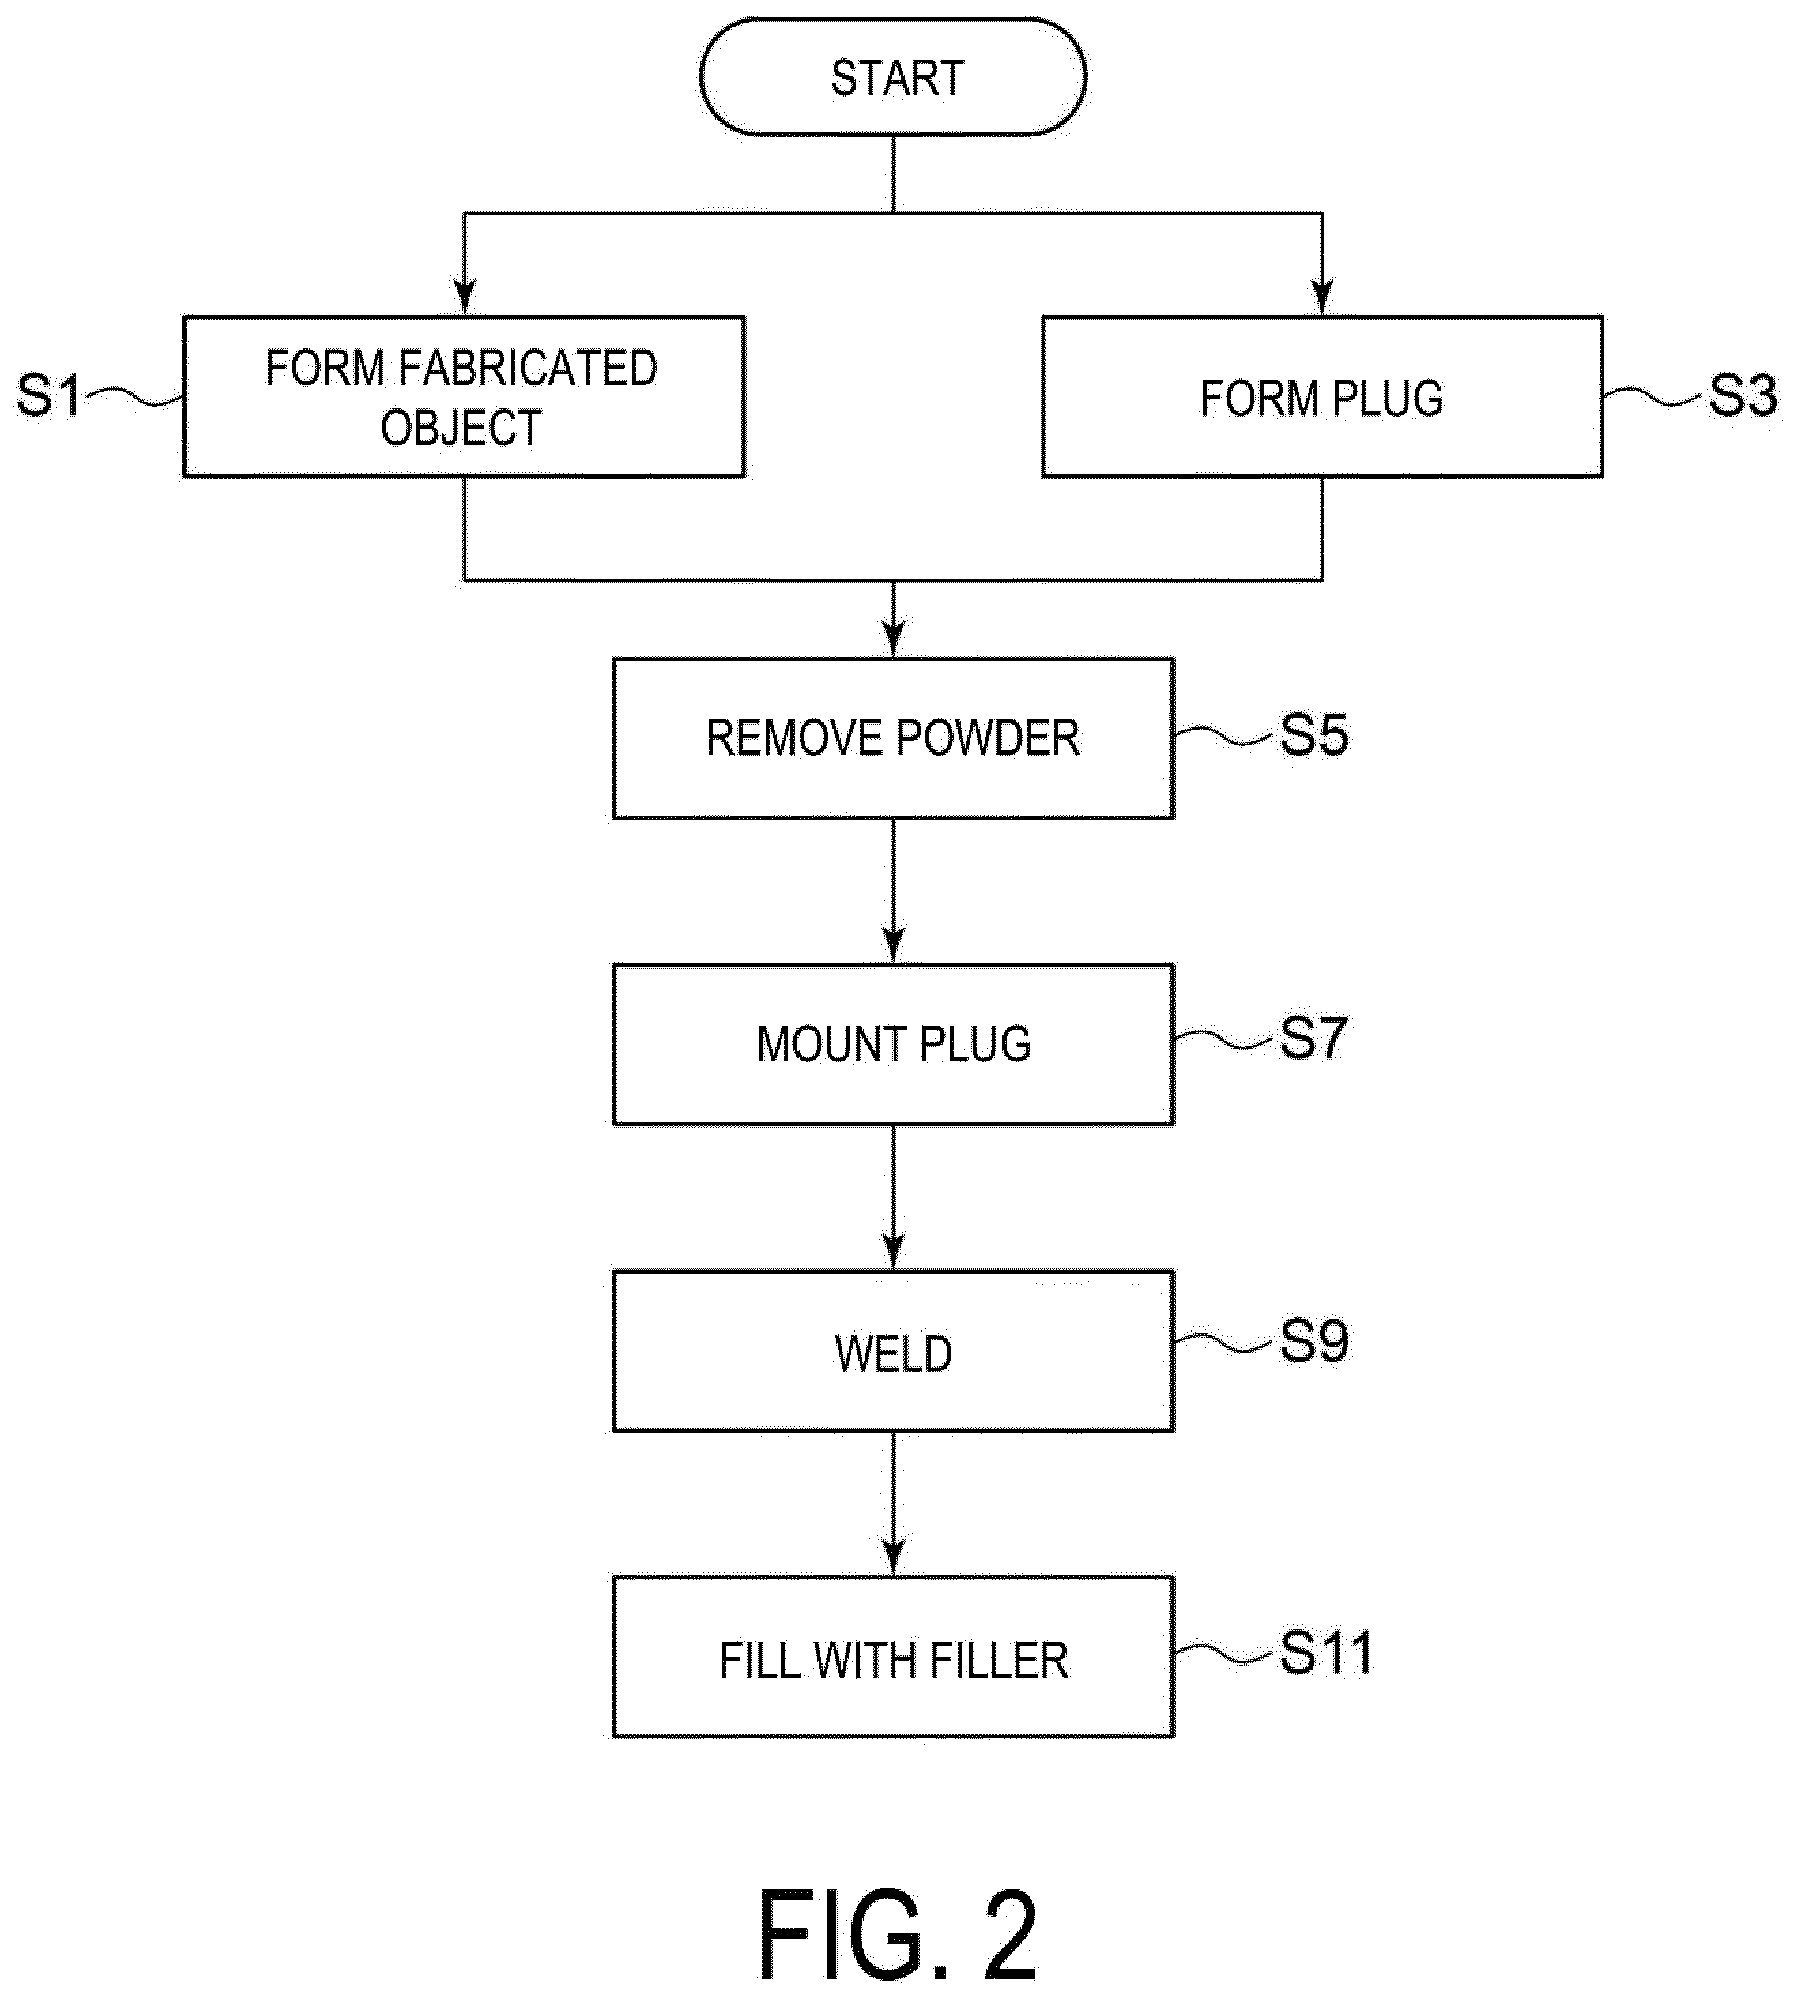 START
S1
FORM FABRICATED
OBJECT
FORM PLUG
S3
REMOVE POWDER
S5
MOUNT PLUG
S7
WELD
S9
FILL WITH FILLER
S11
FIG. 2